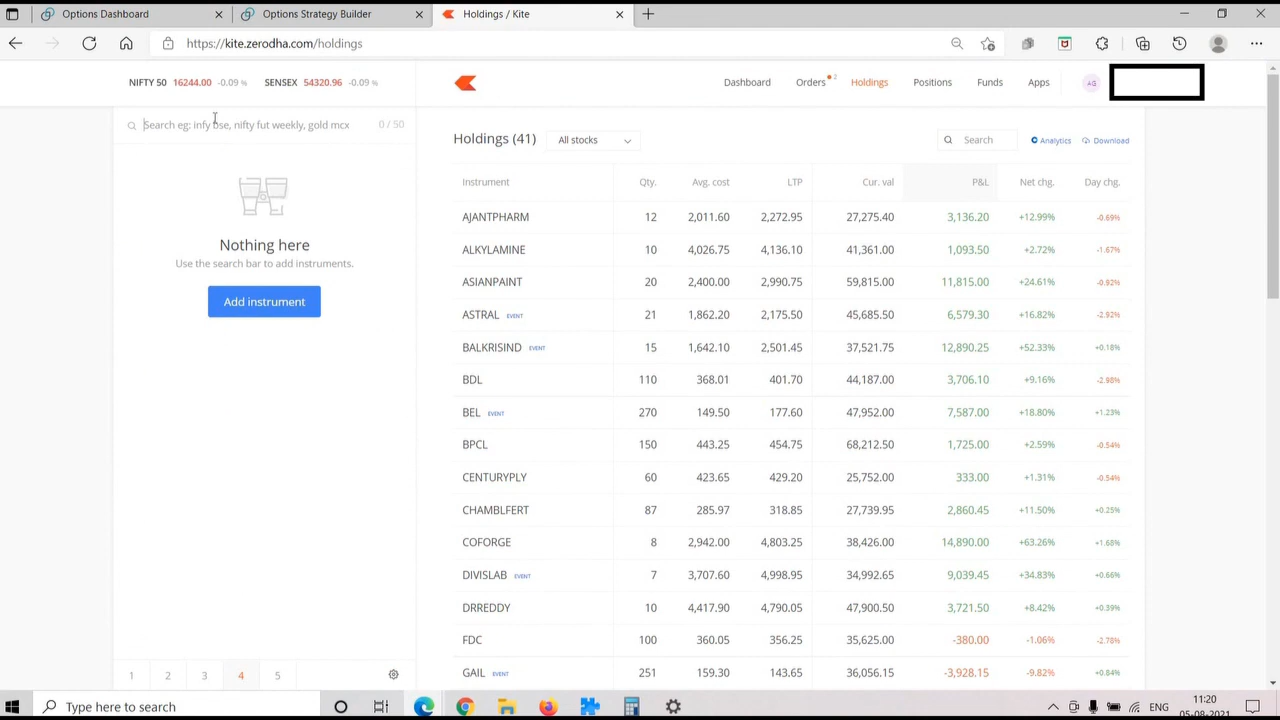 Options Dashboard
Options Strategy Builder
Holdings / Kite
https://kite.zerodha.com/holdings
NIFTY 50 16244.00 -0.09 % SENSEX 54320.96 -0.09 %
Dashboard Orders 2 Holdings Positions Funds Apps AG
Search eg: infy bse, nifty fut weekly, gold mcx 0 / 50
Nothing here
Use the search bar to add instruments.
Add instrument
1 2 3 4 5
Holdings (41) All stocks Search Analytics Download
Instrument Qty. Avg. cost LTP Cur. val P&L Net chg. Day chg.
AJANTPHARM 12 2,011.60 2,272.95 27,275.40 3,136.20 +12.99% -0.69%
ALKYLAMINE 10 4,026.75 4,136.10 41,361.00 1,093.50 +2.72% -1.67%
ASIANPAINT 20 2,400.00 2,990.75 59,815.00 11,815.00 +24.61% -0.92%
ASTRAL EVENT 21 1,862.20 2,175.50 45,685.50 6,579.30 +16.82% -2.92%
BALKRISIND EVENT 15 1,642.10 2,501.45 37,521.75 12,890.25 +52.33% +0.18%
BDL 110 368.01 401.70 44,187.00 3,706.10 +9.16% -2.98%
BEL EVENT 270 149.50 177.60 47,952.00 7,587.00 +18.80% +1.23%
BPCL 150 443.25 454.75 68,212.50 1,725.00 +2.59% -0.54%
CENTURYPLY 60 423.65 429.20 25,752.00 333.00 +1.31% -0.54%
CHAMBLFERT 87 285.97 318.85 27,739.95 2,860.45 +11.50% +0.25%
COFORGE 8 2,942.00 4,803.25 38,426.00 14,890.00 +63.26% +1.68%
DIVISLAB EVENT 7 3,707.60 4,998.95 34,992.65 9,039.45 +34.83% +0.66%
DRREDDY 10 4,417.90 4,790.05 47,900.50 3,721.50 +8.42% +0.39%
FDC 100 360.05 356.25 35,625.00 -380.00 -1.06% -2.78%
GAIL EVENT 251 159.30 143.65 36,056.15 -3,928.15 -9.82% +0.84%
Type here to search
ENG
11:20
05-08-2021